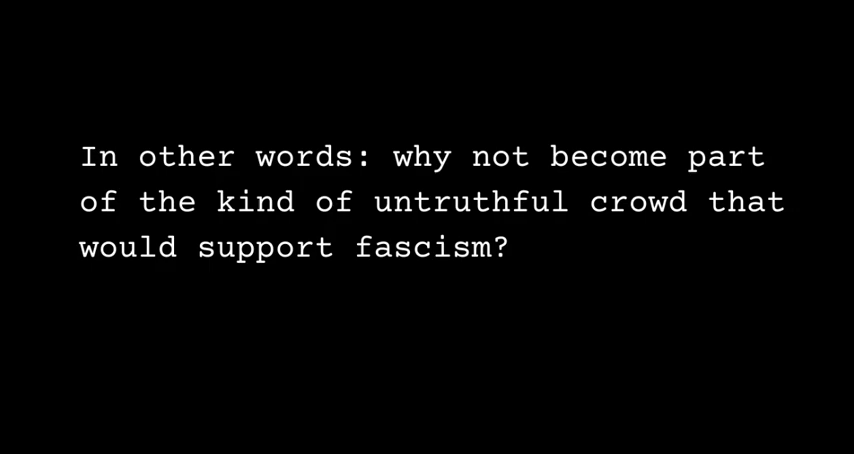 In other words: why not become part
of the kind of untruthful crowd that
would support fascism?